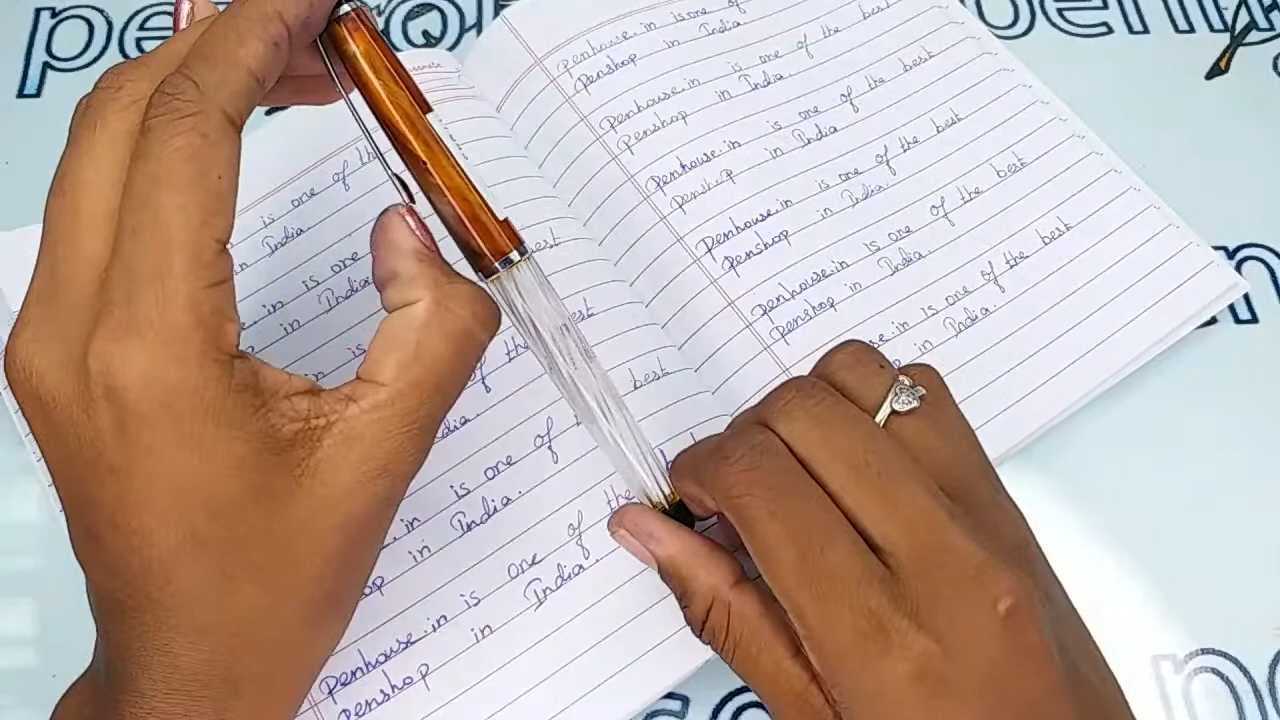 is one of the
in India.
in is one
in India
is
best
est
of the
best
dia.
is one of
in India.
.in is one of
op in India.
penhouse.in is one of the
penshop in India.
penhouse.in is one of
penshop in India
penhouse.in is one of the best
penshop in India.
penhouse.in is one of the best
in India
penhouse.in is one of the best
penshop in India.
penhouse.in is one of the best
penshop in India
se.in is one of the best
p in India.